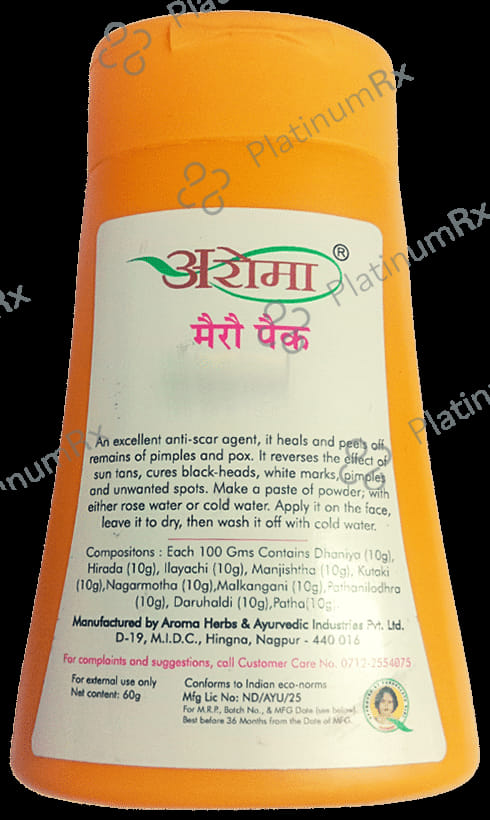 अरोमा®
मैरौ पैक
An excellent anti-scar agent, it heals and peels off
remains of pimples and pox. It reverses the effect of
sun tans, cures black-heads, white marks, pimples
and unwanted spots. Make a paste of powder; with
either rose water or cold water. Apply it on the face,
leave it to dry, then wash it off with cold water.
Compositons : Each 100 Gms Contains Dhaniya (10g),
Hirada (10g), Ilayachi (10g), Manjishtha (10g), Kutaki
(10g),Nagarmotha (10g),Malkangani (10g),Pathanilodhra
(10g), Daruhaldi (10g),Patha(10g).
Manufactured by Aroma Herbs & Ayurvedic Industries Pvt. Ltd.
D-19, M.I.D.C., Hingna, Nagpur - 440 016
For complaints and suggestions, call Customer Care No. 0712-2554075
For external use only
Net content: 60g
Conforms to Indian eco-norms
Mfg Lic No: ND/AYU/25
For M.R.P., Batch No., & MFG Date (see below)
Best before 36 Months from the Date of MFG.
PlatinumRx
PlatinumRx
PlatinumRx
PlatinumRx